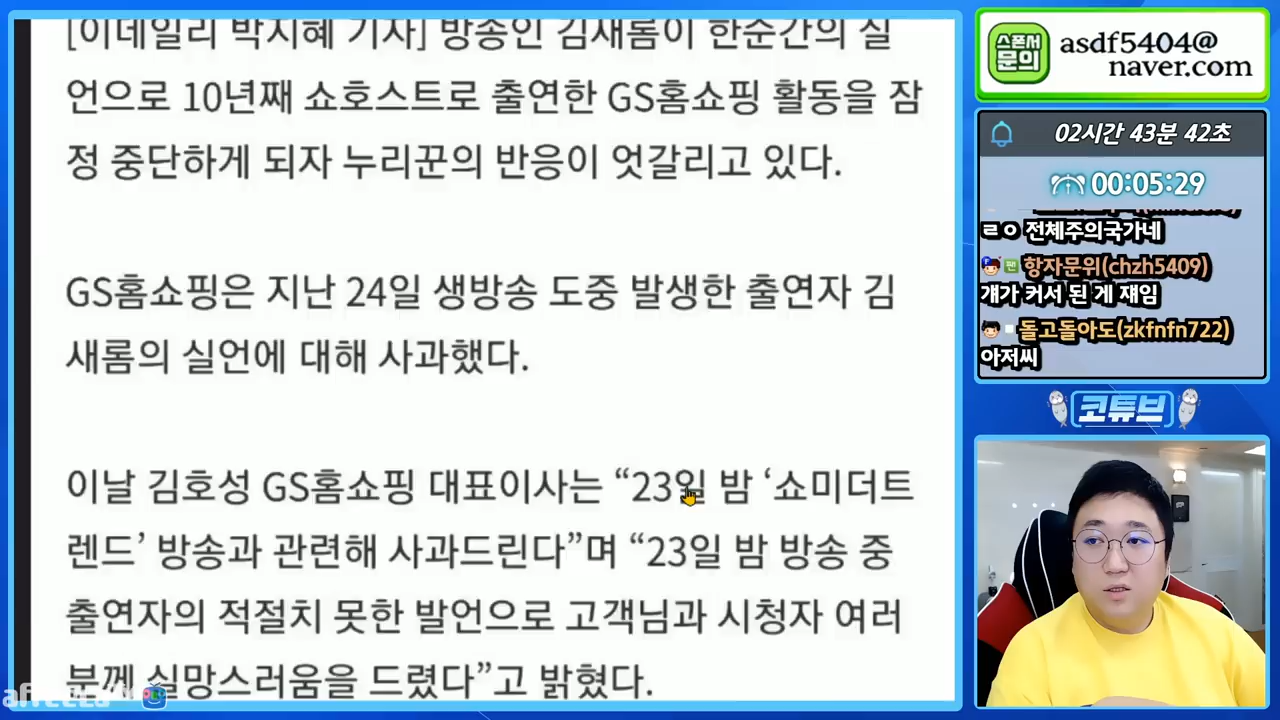 [이데일리 박지혜 기자] 방송인 김새롬이 한순간의 실
언으로 10년째 쇼호스트로 출연한 GS홈쇼핑 활동을 잠
정 중단하게 되자 누리꾼의 반응이 엇갈리고 있다.
GS홈쇼핑은 지난 24일 생방송 도중 발생한 출연자 김
새롬의 실언에 대해 사과했다.
이날 김호성 GS홈쇼핑 대표이사는 “23일 밤 ‘쇼미더트
렌드’ 방송과 관련해 사과드린다”며 “23일 밤 방송 중
출연자의 적절치 못한 발언으로 고객님과 시청자 여러
분께 실망스러움을 드렸다”고 밝혔다.
스폰서
문의
asdf5404@
naver.com
02시간 43분 42초
00:05:29
ㄹㅇ 전체주의국가네
팬 항자문위(chzh5409)
걔가 커서 된 게 쟤임
돌고돌아도(zkfnfn722)
아저씨
코튜브